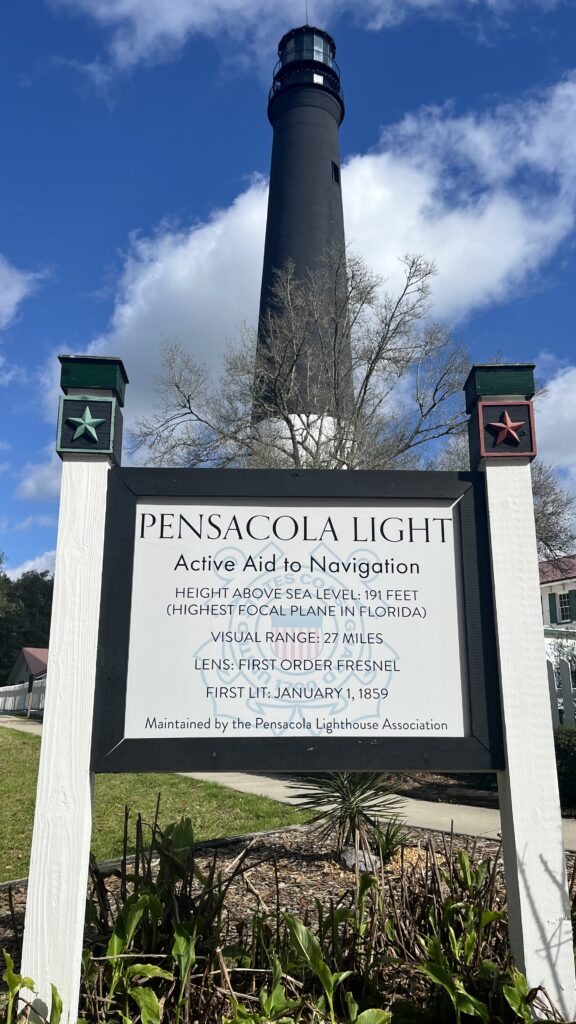 PENSACOLA LIGHT
Active Aid to Navigation
HEIGHT ABOVE SEA LEVEL: 191 FEET
(HIGHEST FOCAL PLANE IN FLORIDA)
VISUAL RANGE: 27 MILES
LENS: FIRST ORDER FRESNEL
FIRST LIT: JANUARY 1, 1859
Maintained by the Pensacola Lighthouse Association